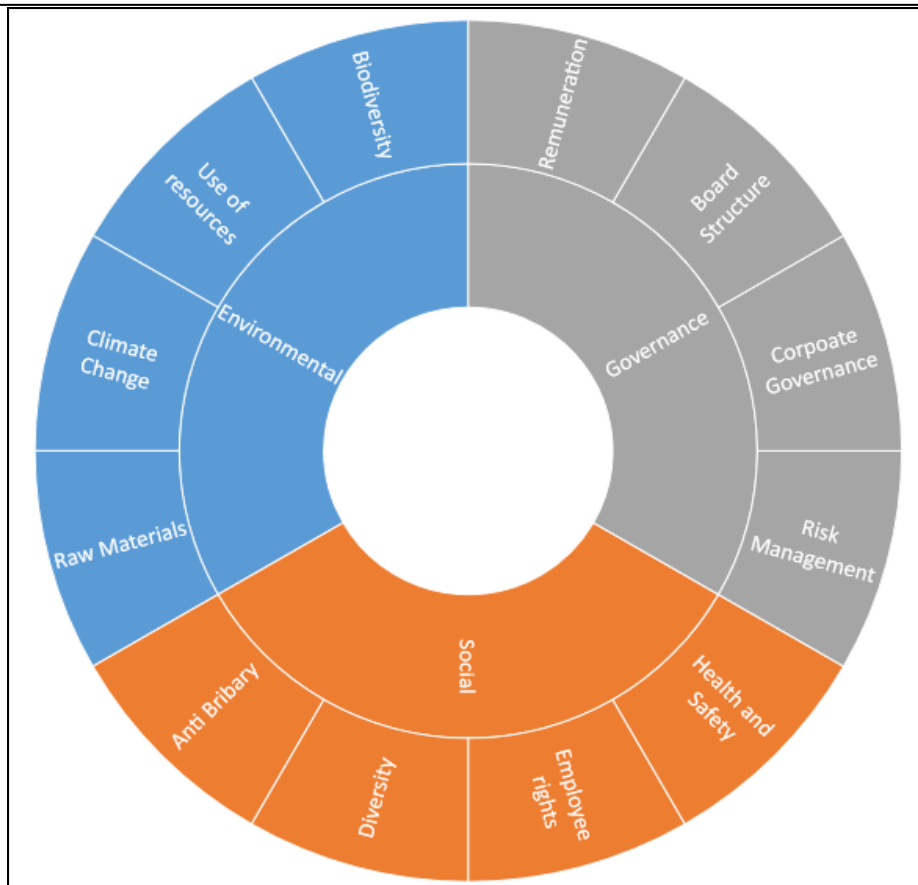 Biodiversity
Remuneration
Use of
resources
Board
Structure
Environmental
Governance
Climate
Change
Corpoate
Governance
Raw Materials
Risk
Management
Social
Anti Bribary
Health and
Safety
Diversity
Employee
rights